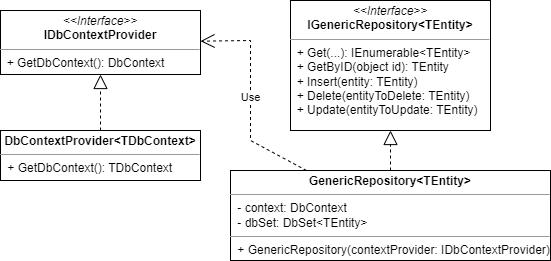 <<Interface>>
IDbContextProvider
+ GetDbContext(): DbContext
<<Interface>>
IGenericRepository<TEntity>
+ Get(...): IEnumerable<TEntity>
+ GetByID(object id): TEntity
+ Insert(entity: TEntity)
+ Delete(entityToDelete: TEntity)
+ Update(entityToUpdate: TEntity)
Use
DbContextProvider<TDbContext>
+ GetDbContext(): TDbContext
GenericRepository<TEntity>
- context: DbContext
- dbSet: DbSet<TEntity>
+ GenericRepository(contextProvider: IDbContextProvider)